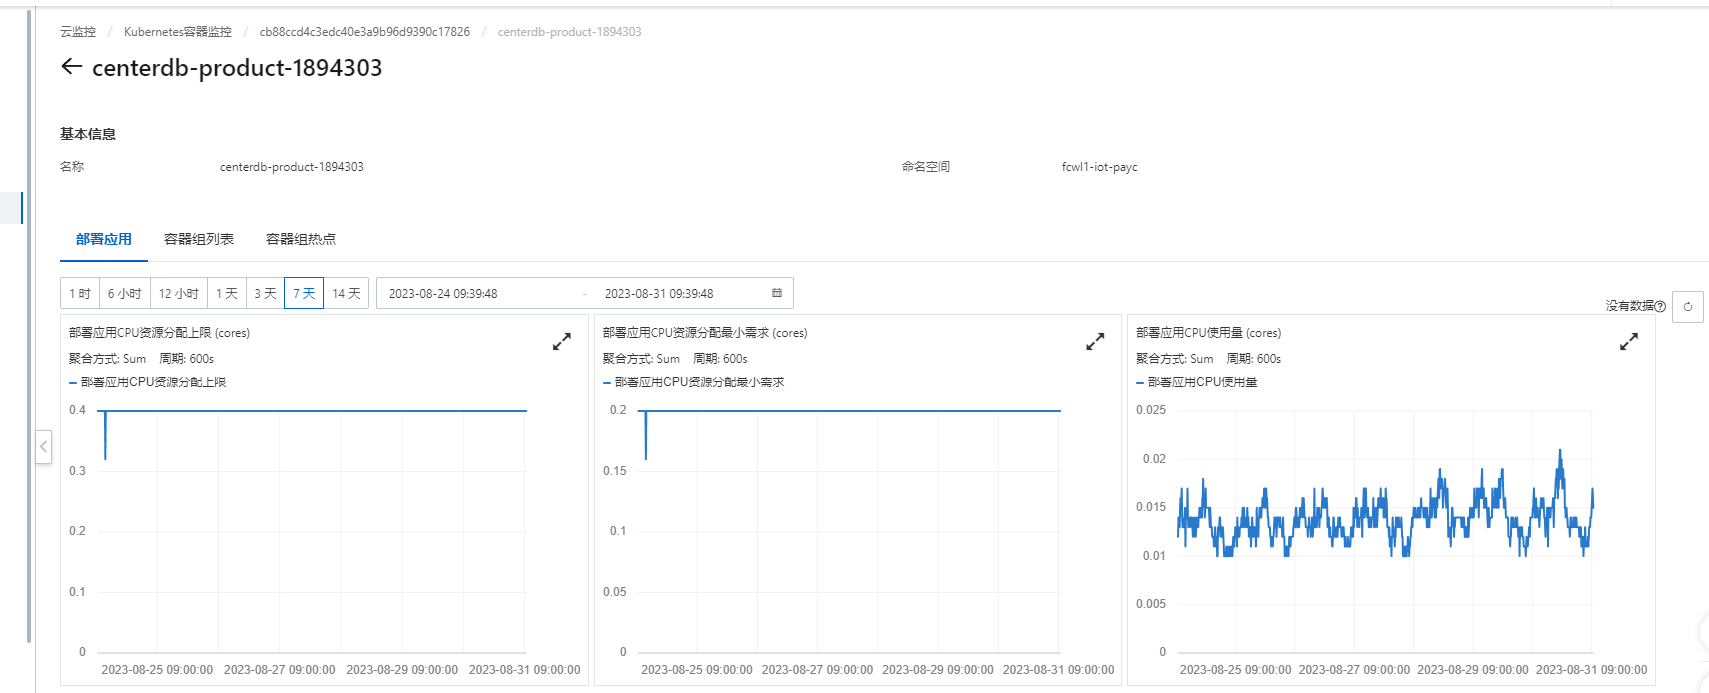 云监控 / Kubernetes容器监控 / cb88ccd4c3edc40e3a9b96d9390c17826 / centerdb-product-1894303
centerdb-product-1894303
基本信息
名称 centerdb-product-1894303 命名空间 fcwl1-iot-payc
部署应用 容器组列表 容器组热点
1 时 6 小时 12 小时 1 天 3 天 7 天 14 天 2023-08-24 09:39:48 - 2023-08-31 09:39:48
没有数据
部署应用CPU资源分配上限 (cores)
聚合方式: Sum 周期: 600s
部署应用CPU资源分配上限
0.4
0.3
0.2
0.1
0
2023-08-25 09:00:00 2023-08-27 09:00:00 2023-08-29 09:00:00 2023-08-31 09:00:00
部署应用CPU资源分配最小需求 (cores)
聚合方式: Sum 周期: 600s
部署应用CPU资源分配最小需求
0.2
0.15
0.1
0.05
0
2023-08-25 09:00:00 2023-08-27 09:00:00 2023-08-29 09:00:00 2023-08-31 09:00:00
部署应用CPU使用量 (cores)
聚合方式: Sum 周期: 600s
部署应用CPU使用量
0.025
0.02
0.015
0.01
0.005
0
2023-08-25 09:00:00 2023-08-27 09:00:00 2023-08-29 09:00:00 2023-08-31 09:00:00